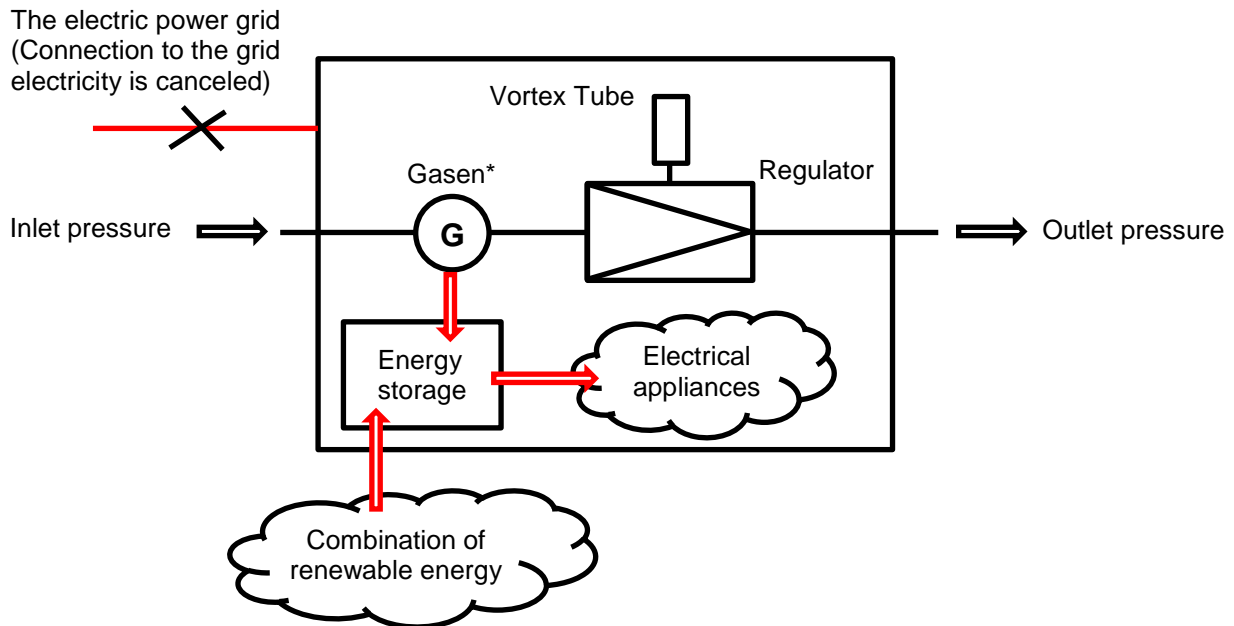 The electric power grid
(Connection to the grid
electricity is canceled)
Vortex Tube
Gasen*
Regulator
Inlet pressure
G
Outlet pressure
Energy
storage
Electrical
appliances
Combination of
renewable energy